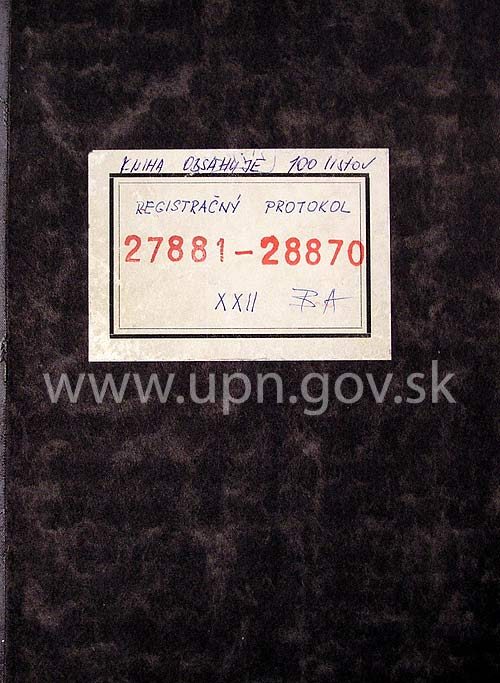 KNIHA OBSAHUJE 100 listov
REGISTRAČNÝ PROTOKOL
27881-28870
XXII BA
www.upn.gov.sk